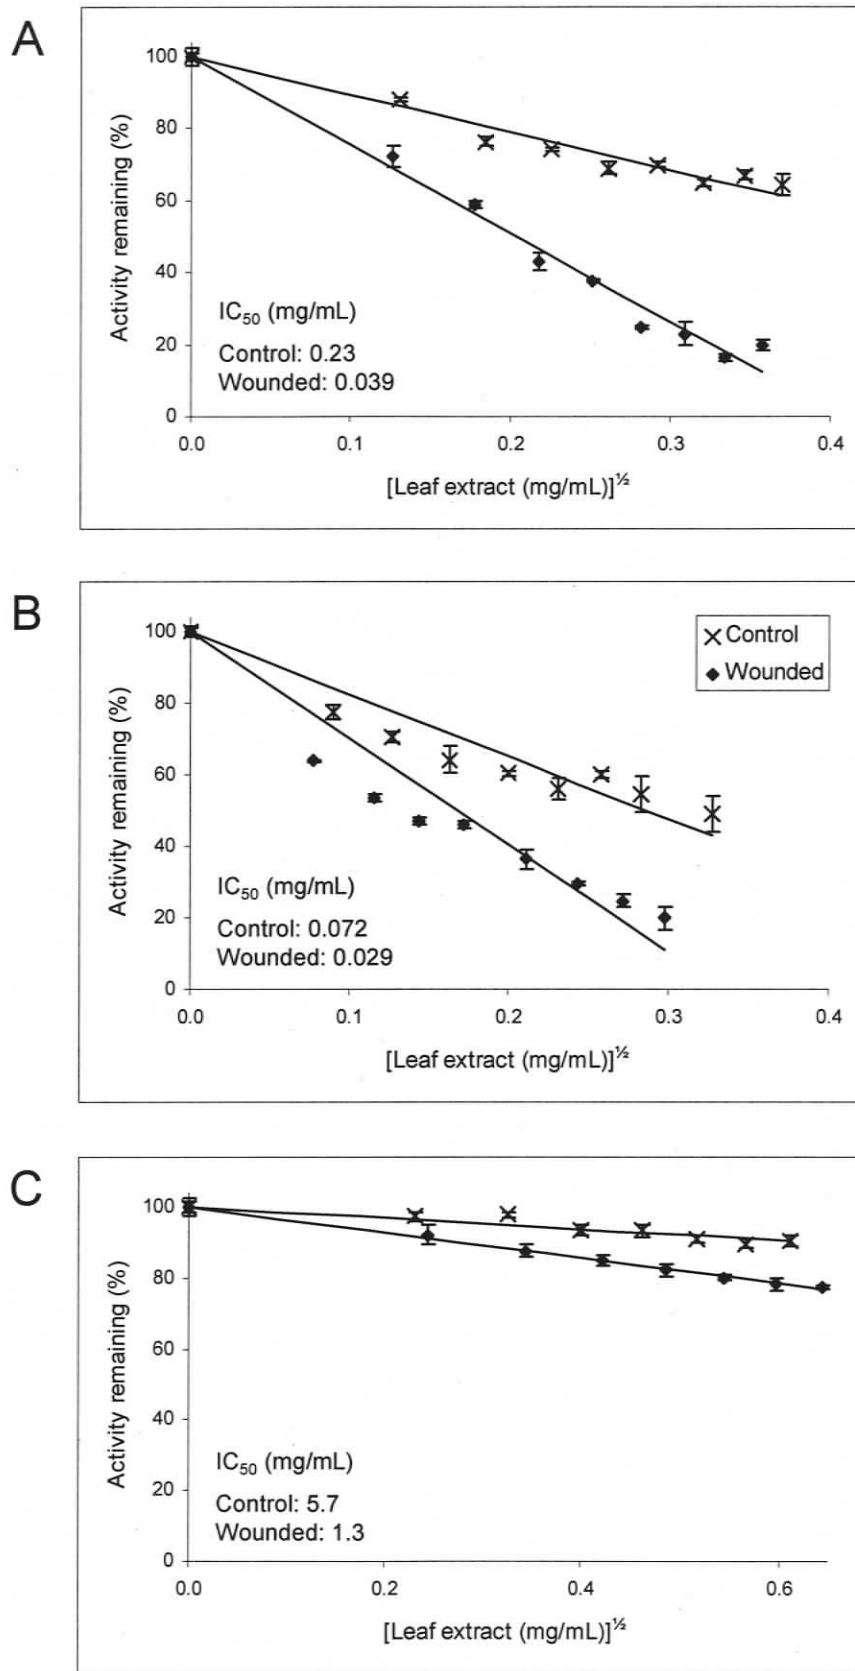 A
100
80
60
40
20
0
Activity remaining (%)
IC₅₀ (mg/mL)
Control: 0.23
Wounded: 0.039
0.0 0.1 0.2 0.3 0.4
[Leaf extract (mg/mL)]^½
B
100
80
60
40
20
0
Activity remaining (%)
Control
Wounded
IC₅₀ (mg/mL)
Control: 0.072
Wounded: 0.029
0.0 0.1 0.2 0.3 0.4
[Leaf extract (mg/mL)]^½
C
100
80
60
40
20
0
Activity remaining (%)
IC₅₀ (mg/mL)
Control: 5.7
Wounded: 1.3
0.0 0.2 0.4 0.6
[Leaf extract (mg/mL)]^½